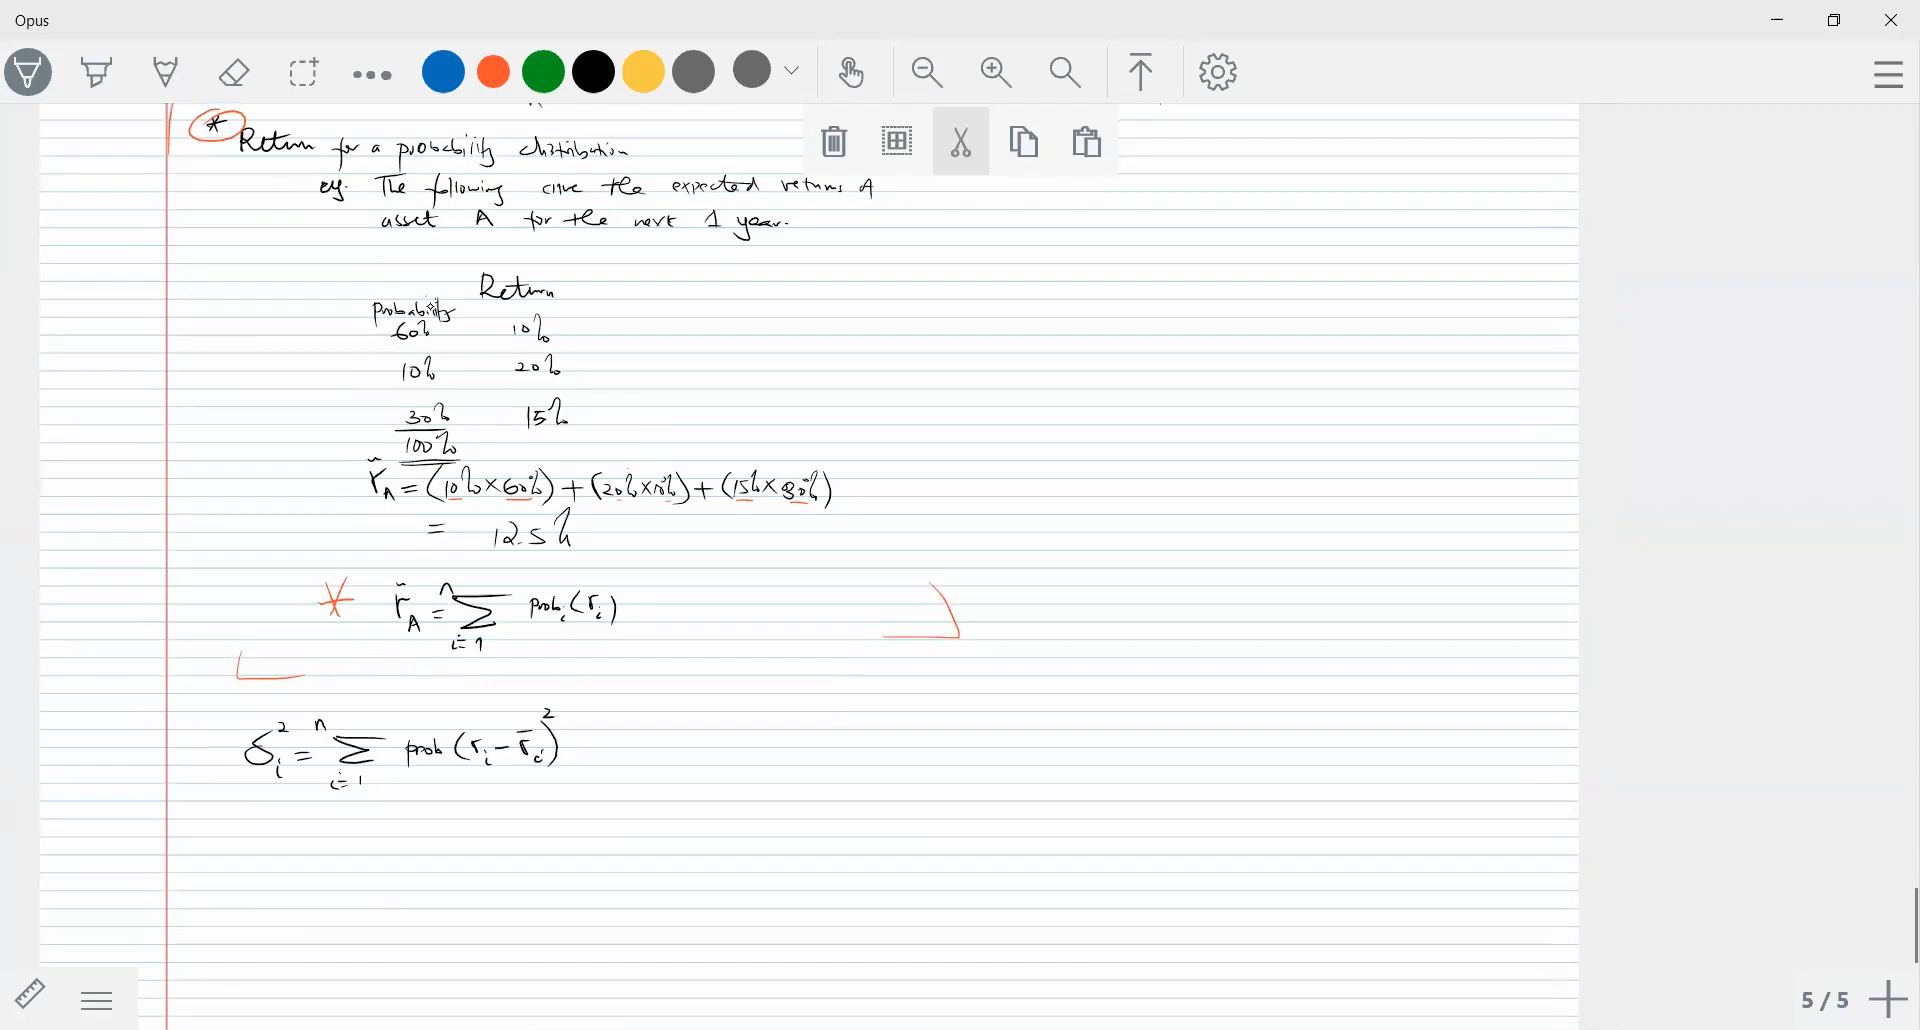 Opus
* Return for a probability distribution
eg. The following are the expected returns of
asset A for the next 1 year.
Return
probability
60% 10%
10% 20%
30% 15%
100%
r̄A = (10% × 60%) + (20% × 10%) + (15% × 30%)
= 12.5%
* r̄A = n∑i=1 probi (ri)
δi² = n∑i=1 prob (ri − r̄i)²
5 / 5